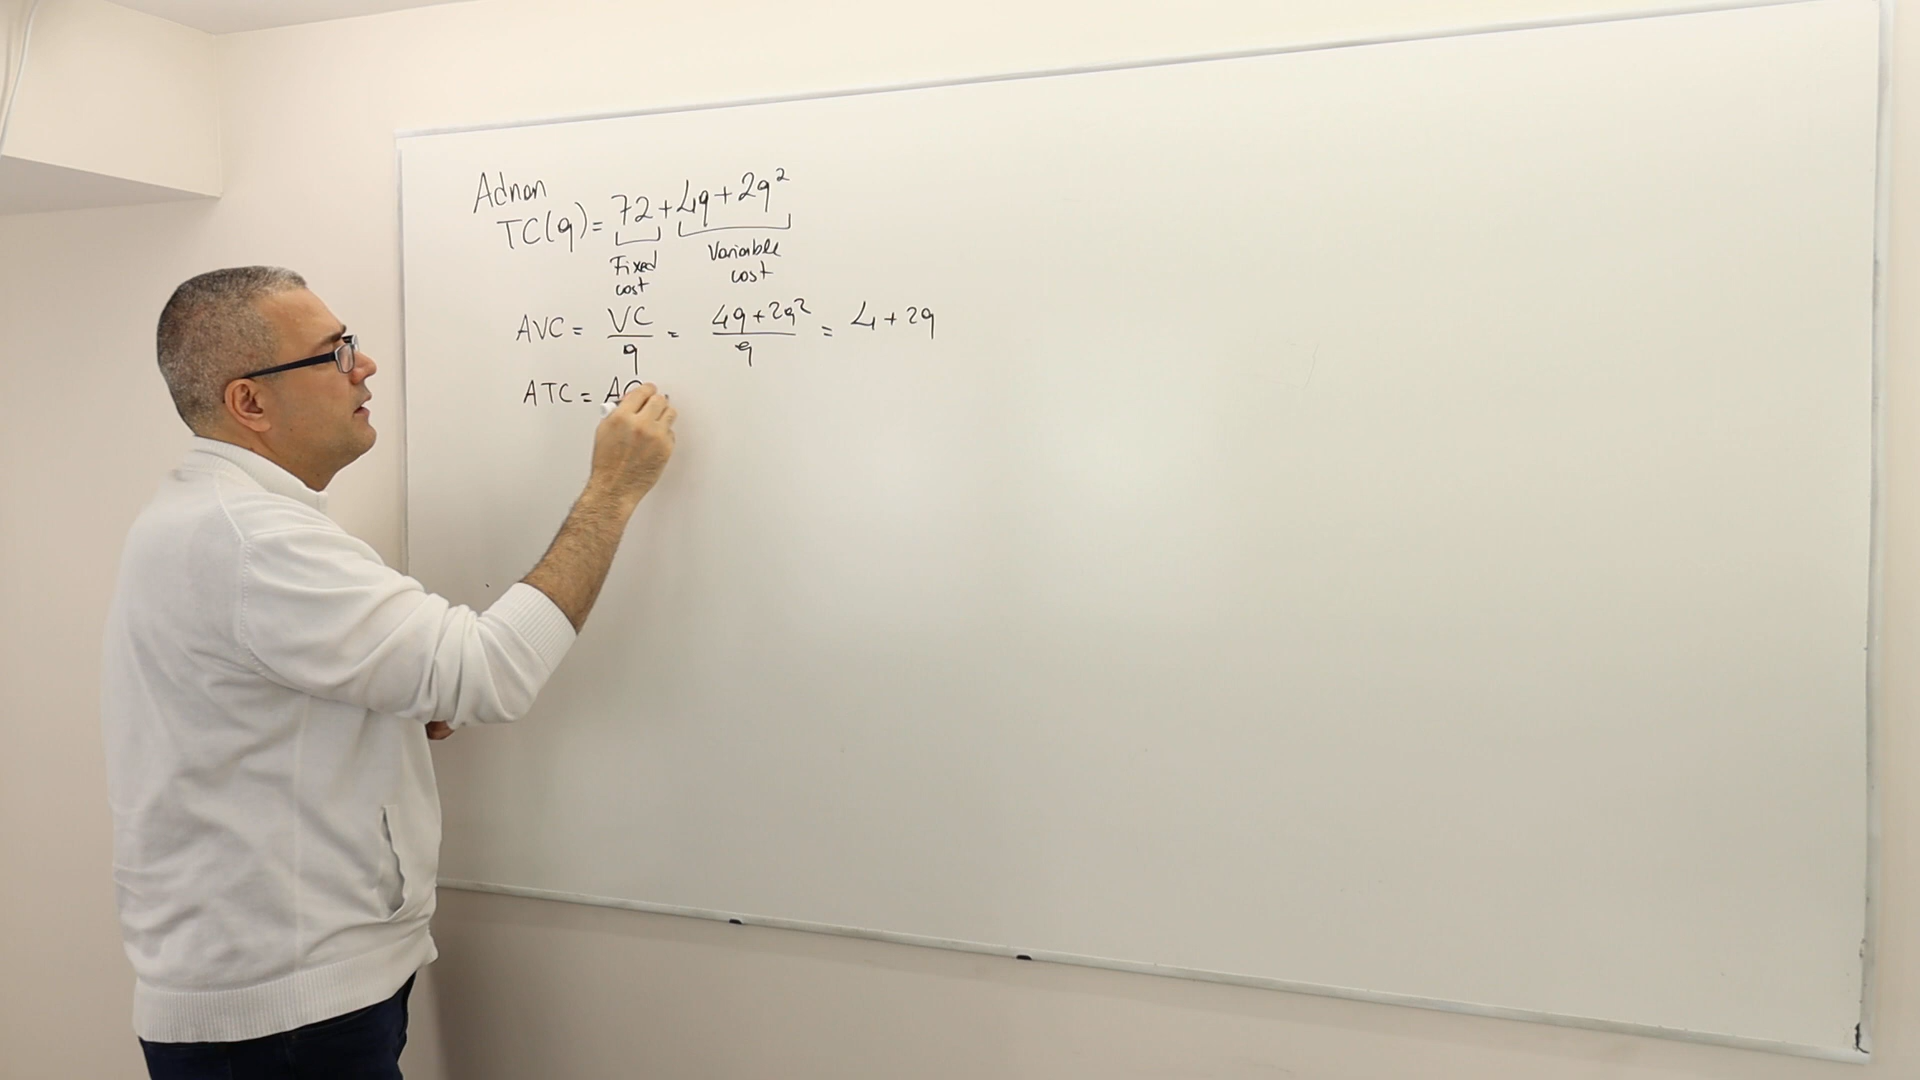 Adnan
TC(q) = 72 + 4q + 2q²
Fixed cost
Variable cost
AVC = VC/q = 4q+2q²/q = 4 + 2q
ATC = AC